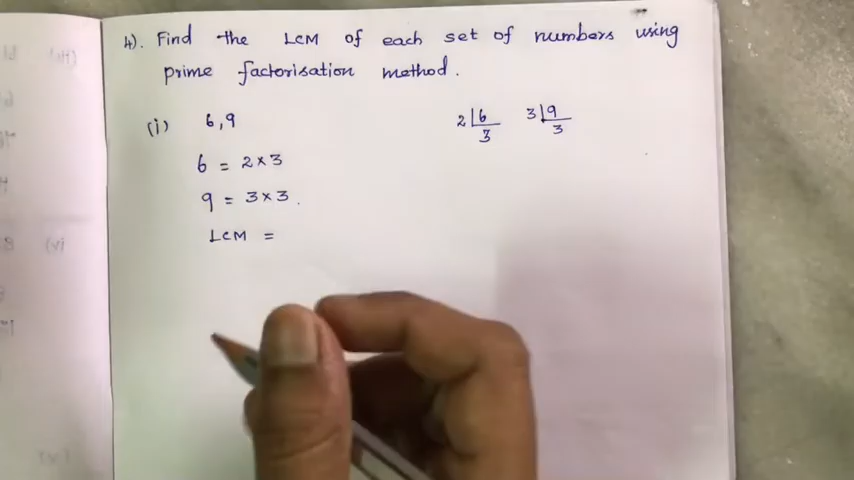 4). Find the LCM of each set of numbers using
prime factorisation method.
(i) 6,9
2 6 3 9
3 3
6 = 2×3
9 = 3×3.
LCM =